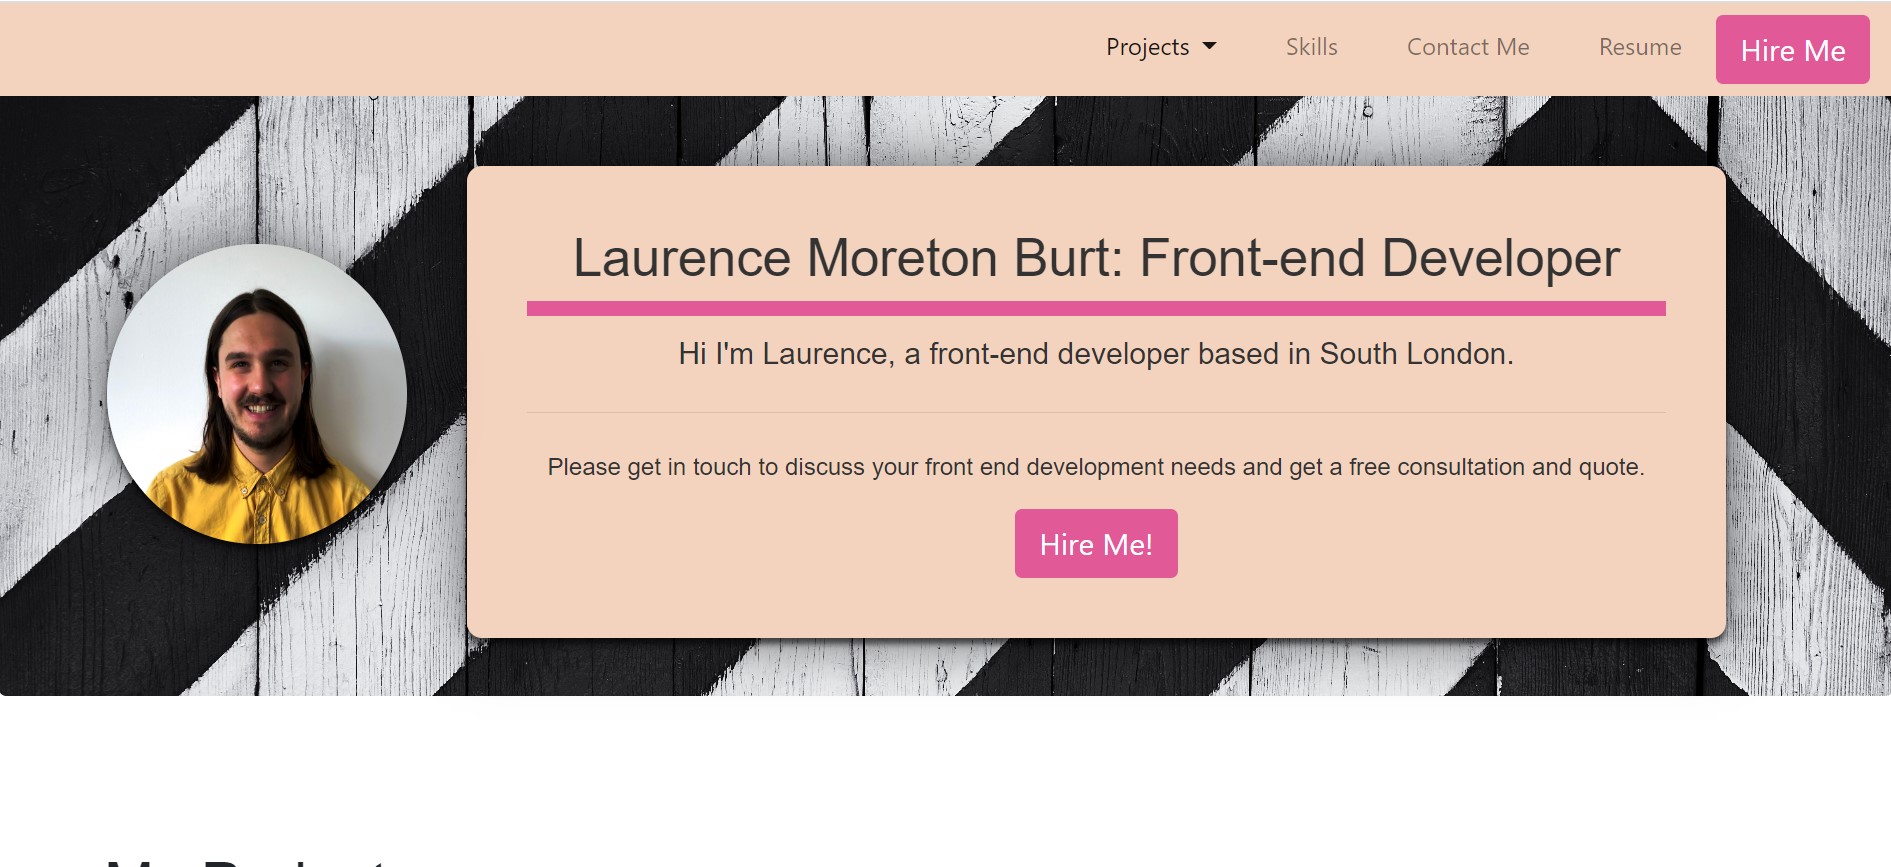 Projects Skills Contact Me Resume Hire Me
Laurence Moreton Burt: Front-end Developer
Hi I'm Laurence, a front-end developer based in South London.
Please get in touch to discuss your front end development needs and get a free consultation and quote.
Hire Me!